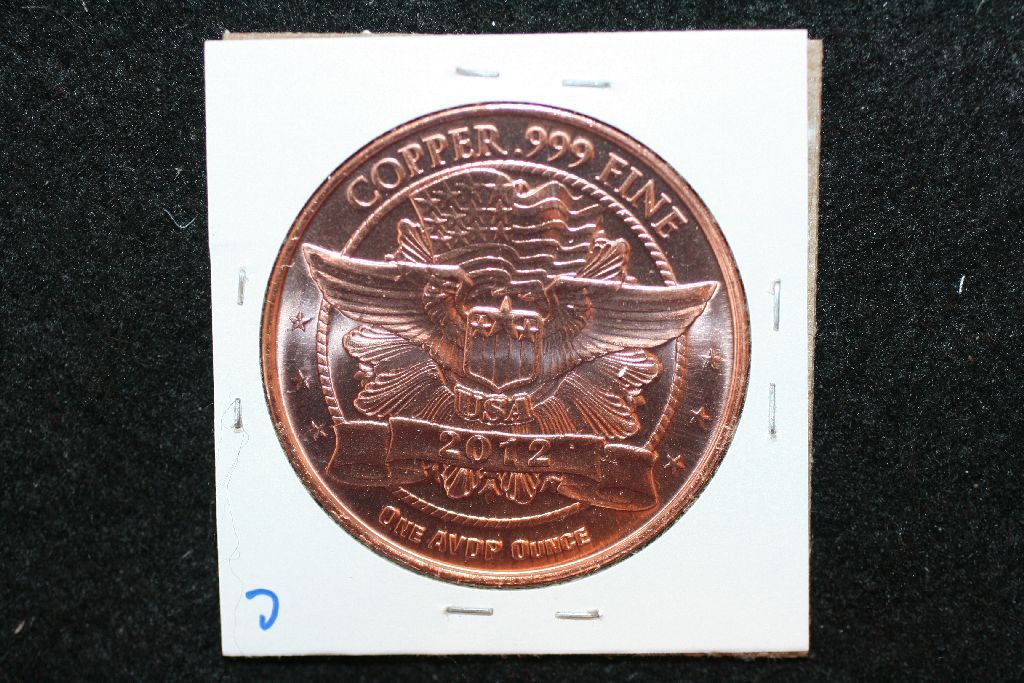 COPPER .999 FINE
USA
2012
ONE AVDP OUNCE